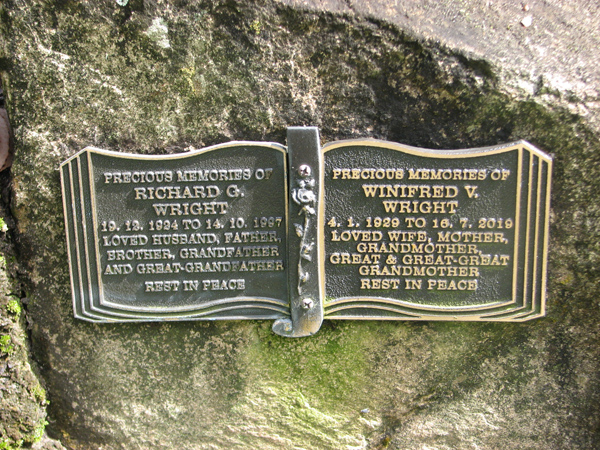 PRECIOUS MEMORIES OF
RICHARD G.
WRIGHT
19. 12. 1924 TO 14. 10. 1997
LOVED HUSBAND, FATHER,
BROTHER, GRANDFATHER
AND GREAT-GRANDFATHER
REST IN PEACE
PRECIOUS MEMORIES OF
WINIFRED V.
WRIGHT
4. 1. 1929 TO 16. 7. 2019
LOVED WIFE, MOTHER,
GRANDMOTHER
GREAT & GREAT-GREAT
GRANDMOTHER
REST IN PEACE